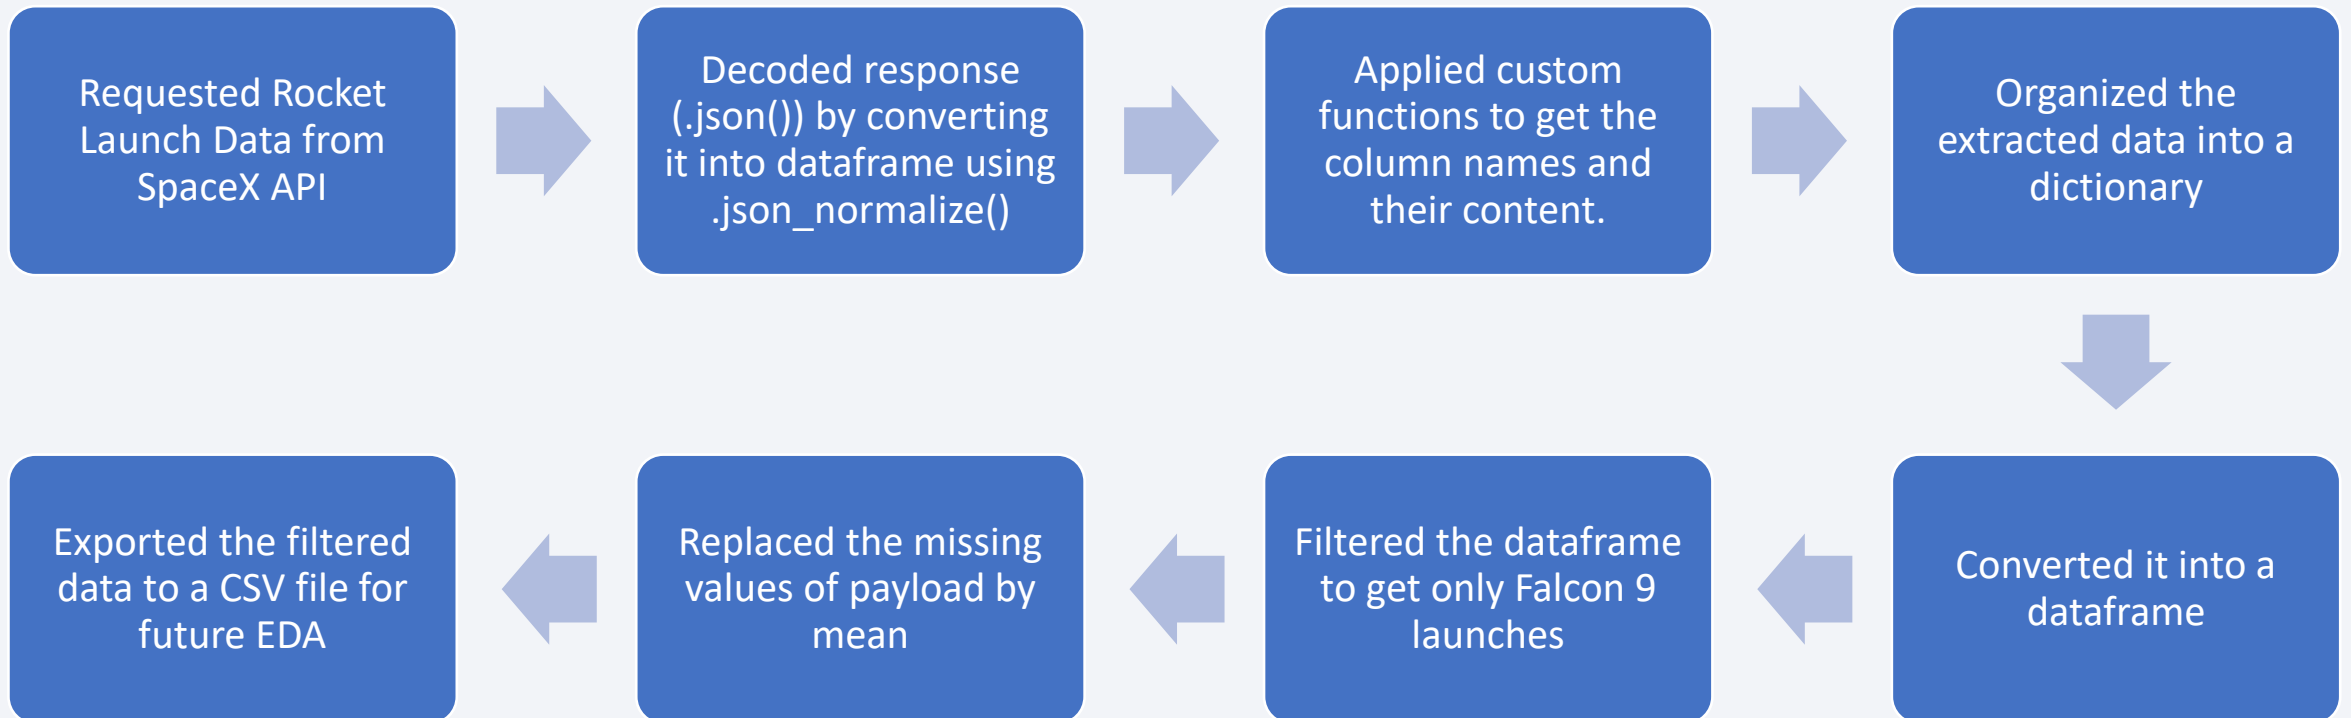 Requested Rocket
Launch Data from
SpaceX API
Decoded response
(.json()) by converting
it into dataframe using
.json_normalize()
Applied custom
functions to get the
column names and
their content.
Organized the
extracted data into a
dictionary
Converted it into a
dataframe
Filtered the dataframe
to get only Falcon 9
launches
Replaced the missing
values of payload by
mean
Exported the filtered
data to a CSV file for
future EDA